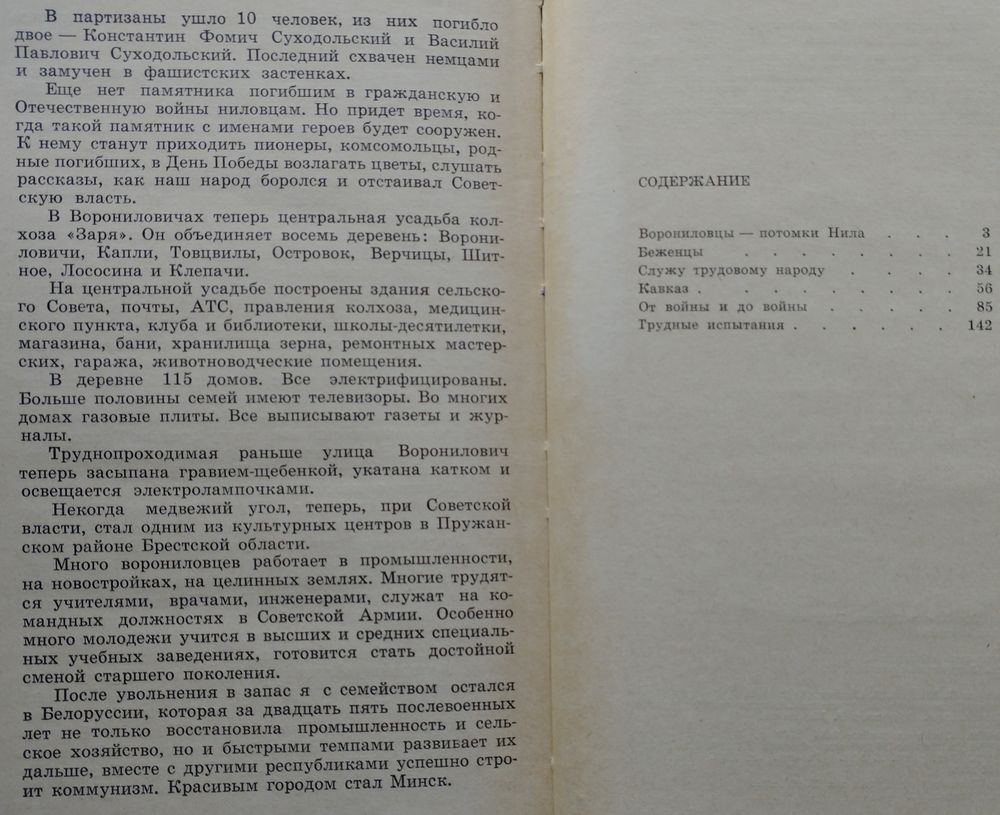 В партизаны ушло 10 человек, из них погибло
двое — Константин Фомич Суходольский и Василий
Павлович Суходольский. Последний схвачен немцами
и замучен в фашистских застенках.
Еще нет памятника погибшим в гражданскую и
Отечественную войны ниловцам. Но придет время, ко-
гда такой памятник с именами героев будет сооружен.
К нему станут приходить пионеры, комсомольцы, род-
ные погибших, в День Победы возлагать цветы, слушать
рассказы, как наш народ боролся и отстаивал Совет-
скую власть.
В Ворониловичах теперь центральная усадьба кол-
хоза «Заря». Он объединяет восемь деревень: Ворони-
ловичи, Капли, Товцвилы, Островок, Верчицы, Шит-
ное, Лососина и Клепачи.
На центральной усадьбе построены здания сельско-
го Совета, почты, АТС, правления колхоза, медицин-
ского пункта, клуба и библиотеки, школы-десятилетки,
магазина, бани, хранилища зерна, ремонтных мастер-
ских, гаража, животноводческие помещения.
В деревне 115 домов. Все электрифицированы.
Больше половины семей имеют телевизоры. Во многих
домах газовые плиты. Все выписывают газеты и жур-
налы.
Труднопроходимая раньше улица Воронилович
теперь засыпана гравием-щебенкой, укатана катком и
освещается электролампочками.
Некогда медвежий угол, теперь, при Советской
власти, стал одним из культурных центров в Пружан-
ском районе Брестской области.
Много ворониловцев работает в промышленности,
на новостройках, на целинных землях. Многие трудят-
ся учителями, врачами, инженерами, служат на ко-
мандных должностях в Советской Армии. Особенно
много молодежи учится в высших и средних специаль-
ных учебных заведениях, готовится стать достойной
сменой старшего поколения.
После увольнения в запас я с семейством остался
в Белоруссии, которая за двадцать пять послевоенных
лет не только восстановила промышленность и сель-
ское хозяйство, но и быстрыми темпами развивает их
дальше, вместе с другими республиками успешно стро-
ит коммунизм. Красивым городом стал Минск.
СОДЕРЖАНИЕ
Ворониловцы — потомки Нила . . . 3
Беженцы . . . . . . . . 21
Служу трудовому народу . . . . 34
Кавказ . . . . . . . . . 56
От войны и до войны . . . . . 85
Трудные испытания . . . . . . 142